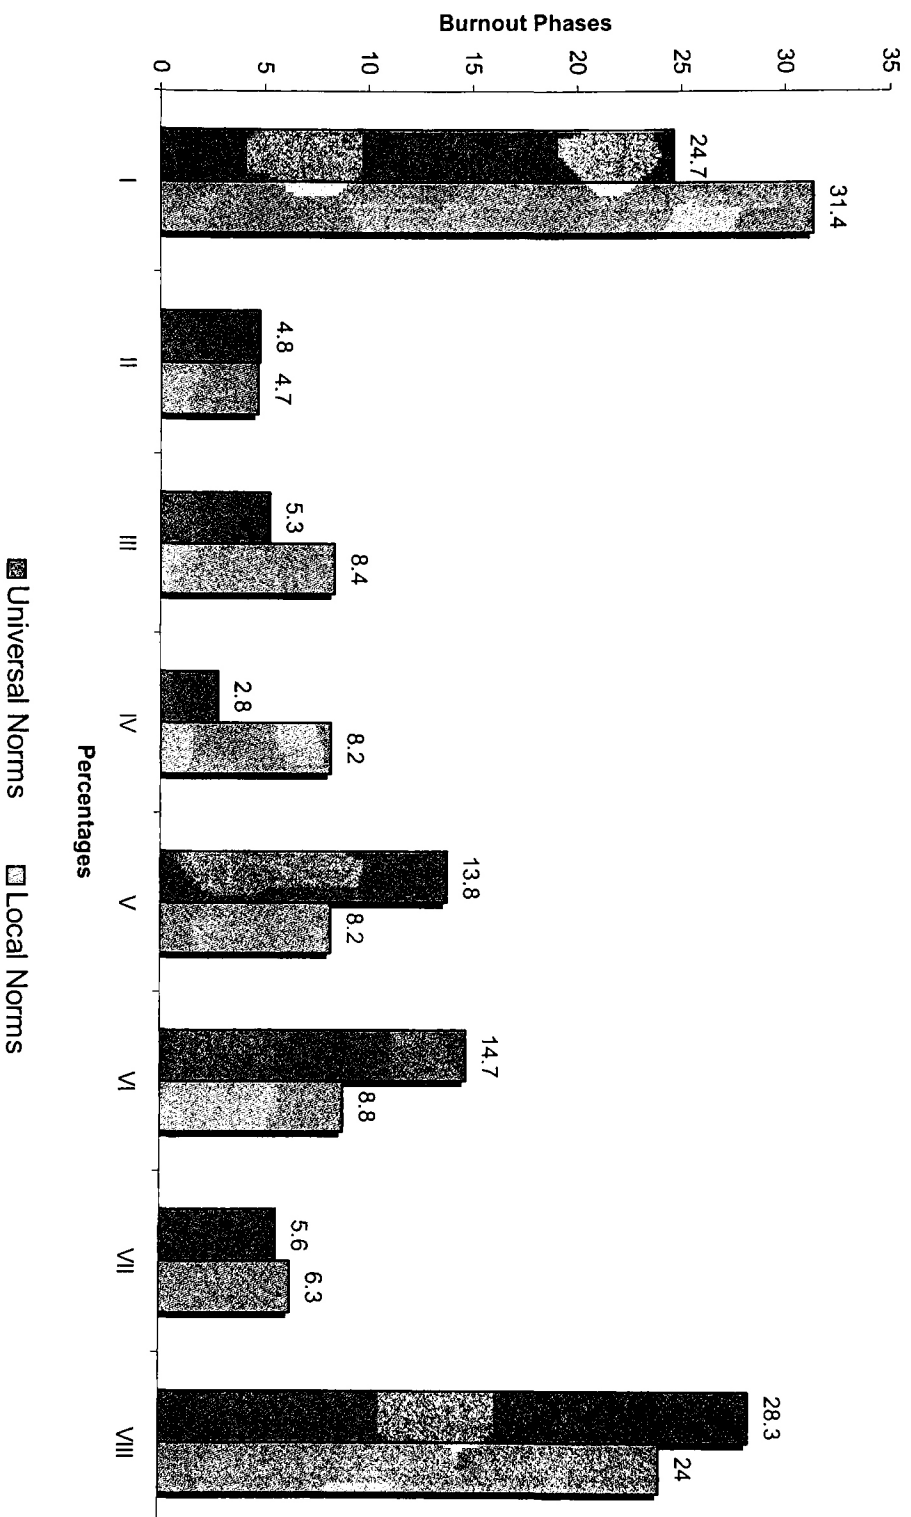 Burnout Phases
35
30
25
20
15
10
5
0
24.7
31.4
4.8
4.7
5.3
8.4
2.8
8.2
13.8
8.2
14.7
8.8
5.6
6.3
28.3
24
I
II
III
IV
V
VI
VII
VIII
Percentages
Universal Norms
Local Norms